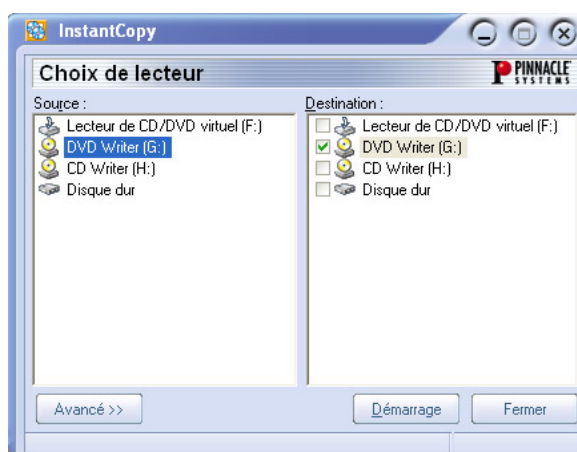 InstantCopy
Choix de lecteur
PINNACLE
SYSTEMS
Source :
Lecteur de CD/DVD virtuel (F:)
DVD Writer (G:)
CD Writer (H:)
Disque dur
Destination :
Lecteur de CD/DVD virtuel (F:)
DVD Writer (G:)
CD Writer (H:)
Disque dur
Avancé >>
Démarrage
Fermer